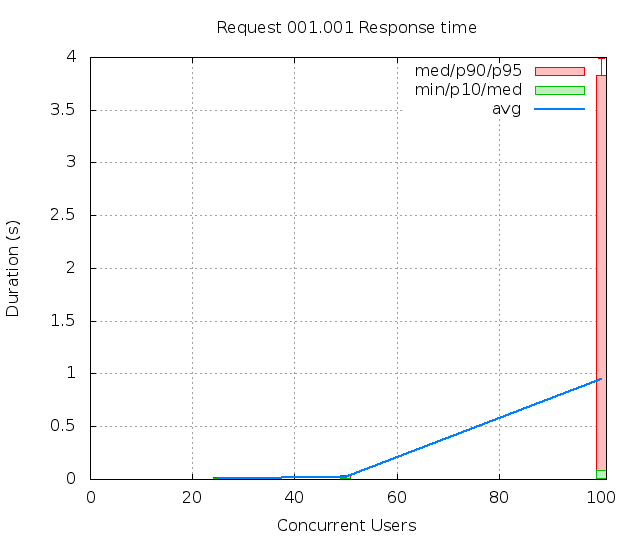 Request 001.001 Response time
med/p90/p95
min/p10/med
avg
4
3.5
3
2.5
2
1.5
1
0.5
0
Duration (s)
0 20 40 60 80 100
Concurrent Users